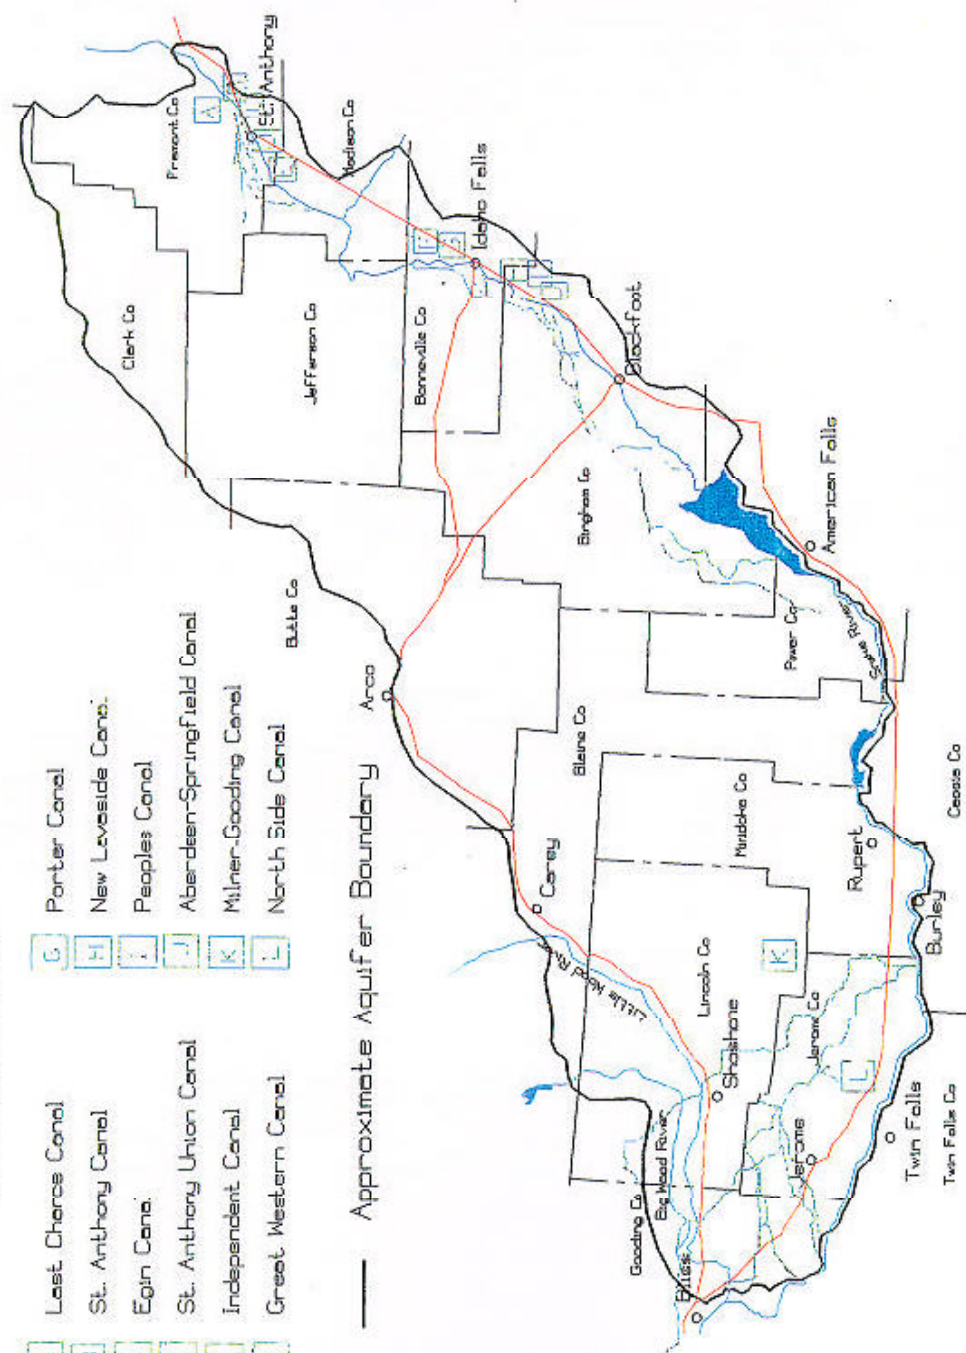 Last Chance Canal
St. Anthony Canal
Egin Canal
St. Anthony Union Canal
Independent Canal
Great Western Canal
G Porter Canal
H New Lavaside Canal
I Peoples Canal
J Aberdeen-Springfield Canal
K Milner-Gooding Canal
L North Side Canal
Approximate Aquifer Boundary
Clark Co
Fremont Co
A
St. Anthony
Madison Co
Jefferson Co
Bonneville Co
Idaho Falls
Butte Co
Arco
Bingham Co
Blackfoot
American Falls
Power Co
Snake River
Blaine Co
Carey
Minidoka Co
Rupert
Cassia Co
Burley
Little Wood River
Lincoln Co
K
Shoshone
Jerome Co
L
Big Wood River
Gooding Co
Jerome
Bliss
Twin Falls
Twin Falls Co